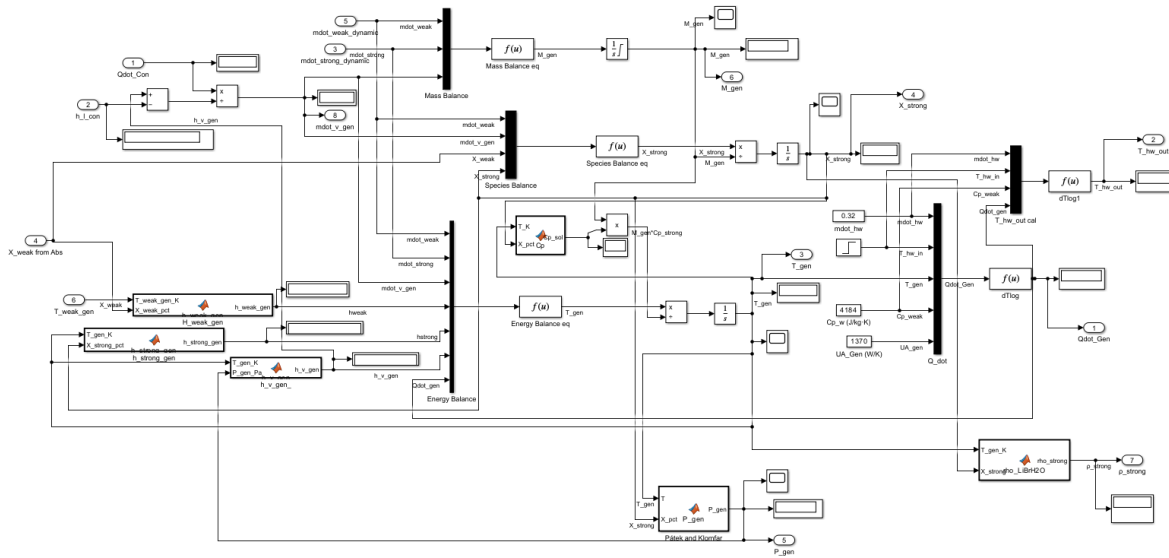 5
mdot_weak_dynamic
mdot_weak
3
mdot_strong_dynamic
mdot_strong
Mass Balance
f(u)
Mass Balance eq
M_gen
1
s
M_gen
M_gen
6
M_gen
1
Qdot_Con
x
÷
2
h_l_con
+
−
h_v_gen
8
mdot_v_gen
mdot_weak
mdot_v_gen
X_weak
X_strong
Species Balance
f(u)
Species Balance eq
X_strong
X_strong
M_gen
x
÷
1
s
X_strong
4
X_strong
mdot_hw
T_hw_in
Cp_weak
Qdot_gen
T_hw_out cal
f(u)
dTlog1
T_hw_out
2
T_hw_out
4
X_weak from Abs
T_K
X_pct
Cp_sol
Cp
x
M_gen*Cp_strong
0.32
mdot_hw
mdot_hw
T_hw_in
T_gen
4184
Cp_w (J/kg·K)
Cp_weak
1370
UA_Gen (W/K)
UA_gen
Q_dot
Qdot_Gen
f(u)
dTlog
1
Qdot_Gen
3
T_gen
T_gen
mdot_weak
mdot_strong
mdot_v_gen
hweak
hstrong
h_v_gen
Qdot_gen
Energy Balance
f(u)
Energy Balance eq
T_gen
x
÷
1
s
6
T_weak_gen
X_weak
T_weak_gen_K
X_weak_pct
h_weak_gen
H_weak_gen
T_gen_K
X_strong_pct
h_strong_gen
h_strong_gen
T_gen_K
P_gen_Pa
h_v_gen
h_v_gen_
T_gen
X_strong
T
X_pct
P_gen
P_gen
Pátek and Klomfar
5
P_gen
T_gen_K
X_strong
rho_strong
rho_LiBrH2O
ρ_strong
7
ρ_strong